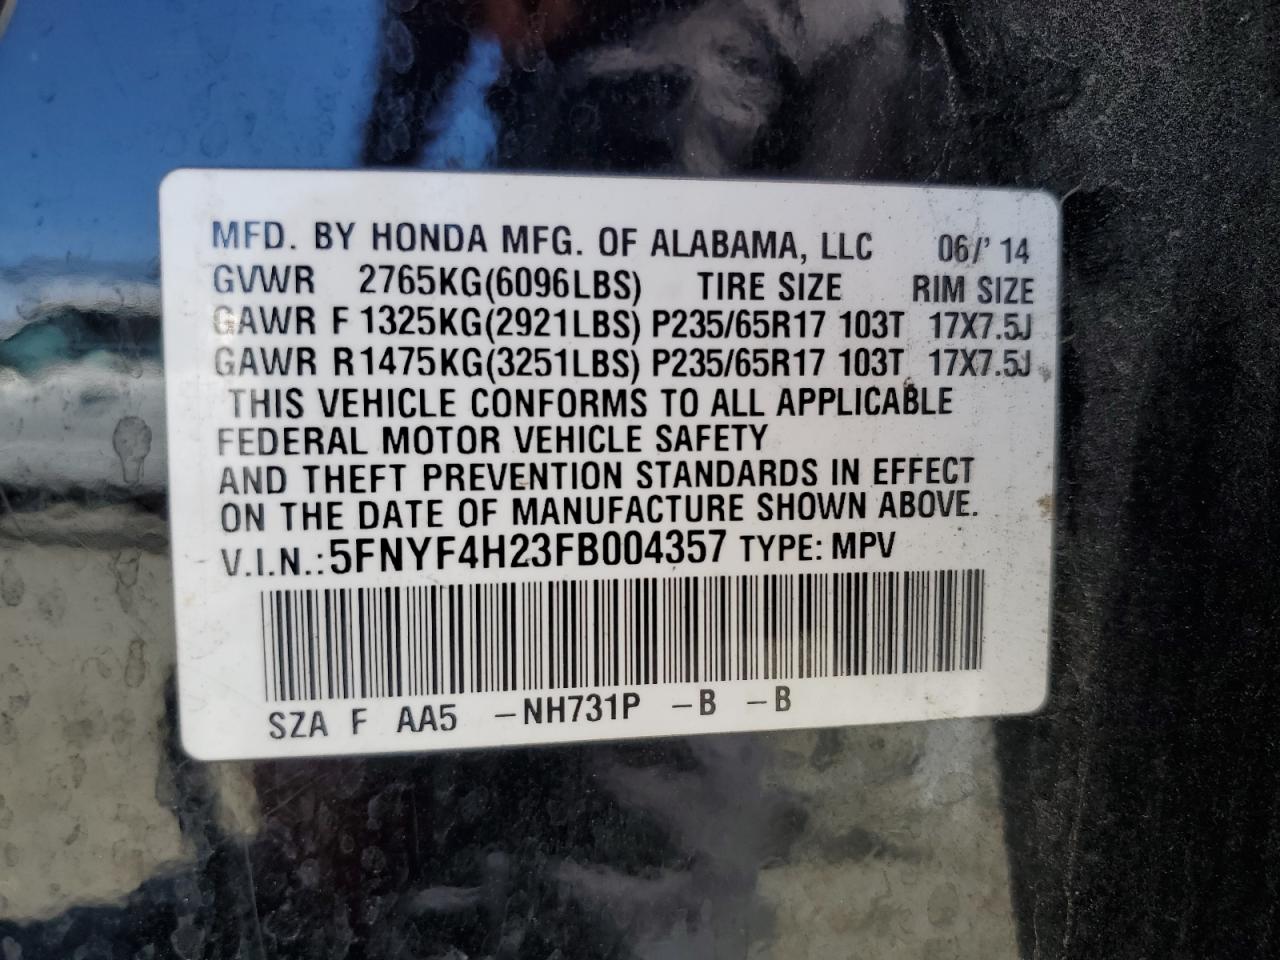 MFD. BY HONDA MFG. OF ALABAMA, LLC 06/' 14
GVWR 2765KG(6096LBS) TIRE SIZE RIM SIZE
GAWR F 1325KG(2921LBS) P235/65R17 103T 17X7.5J
GAWR R1475KG(3251LBS) P235/65R17 103T 17X7.5J
THIS VEHICLE CONFORMS TO ALL APPLICABLE
FEDERAL MOTOR VEHICLE SAFETY
AND THEFT PREVENTION STANDARDS IN EFFECT
ON THE DATE OF MANUFACTURE SHOWN ABOVE.
V.I.N.:5FNYF4H23FB004357 TYPE: MPV
SZA F AA5 –NH731P –B –B